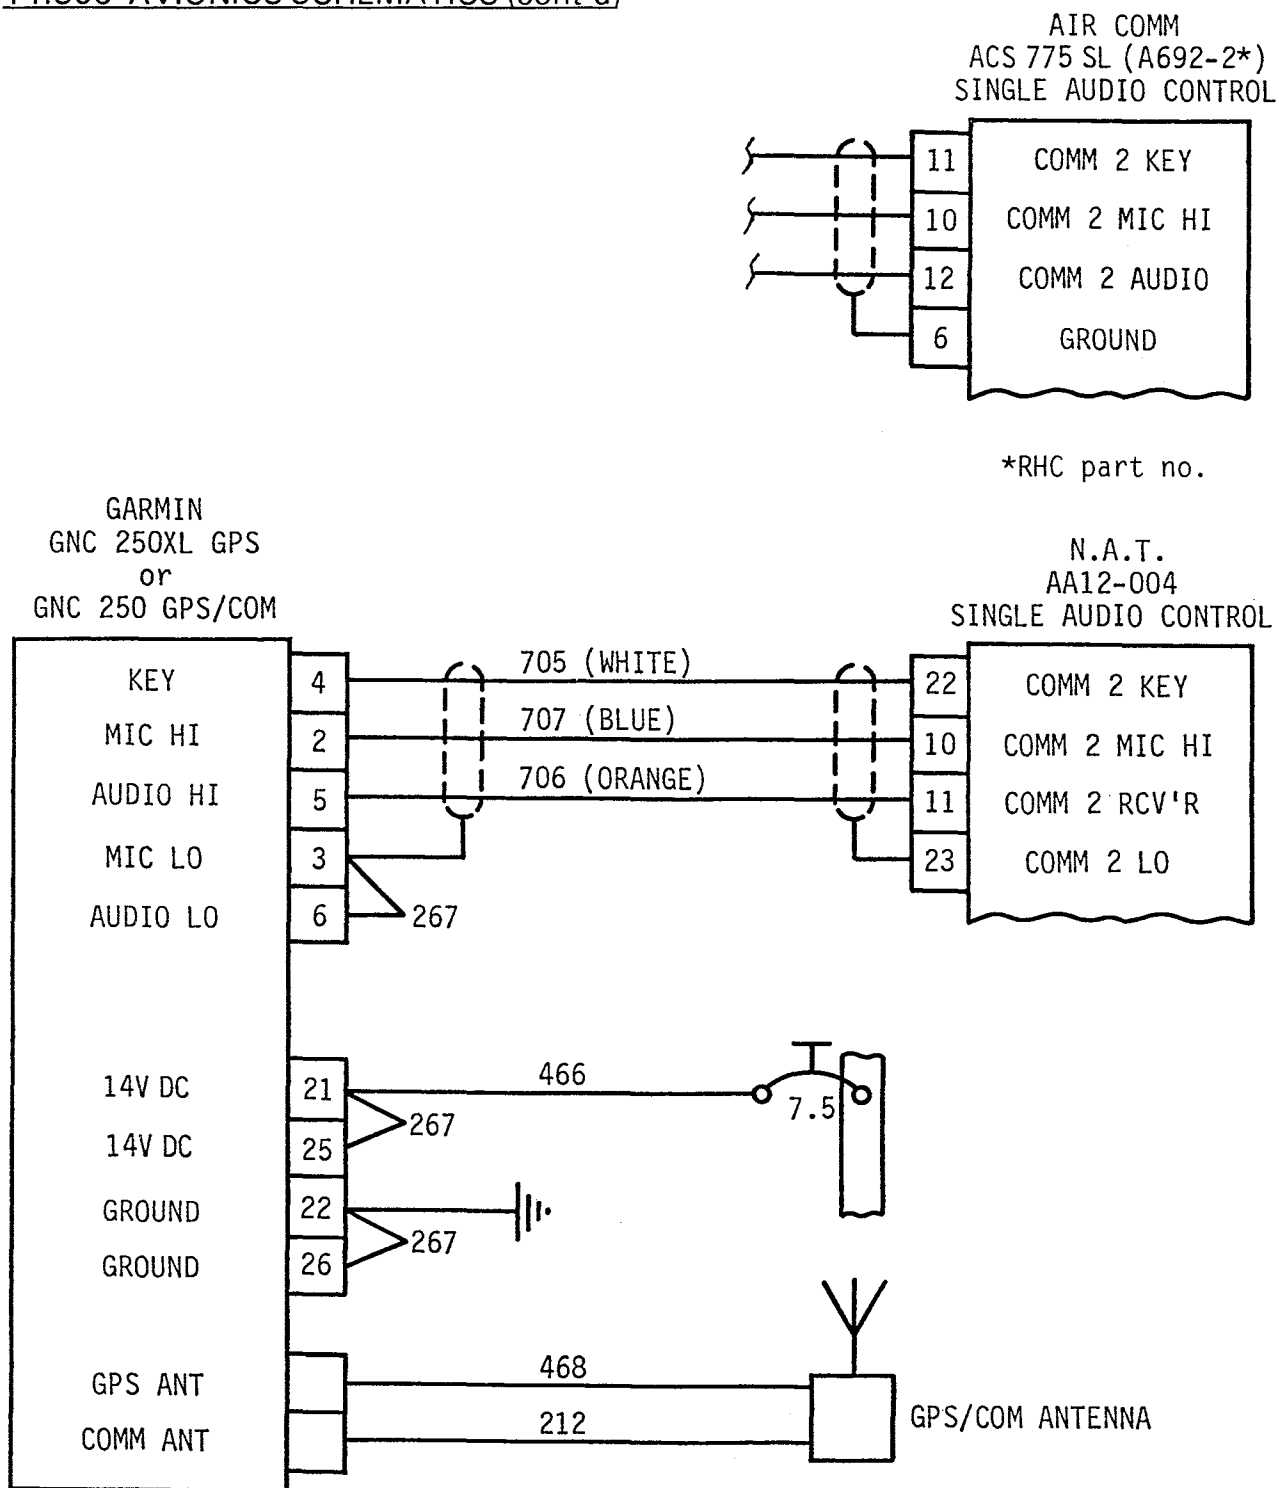 AVIONICS SCHEMATICS (cont'd)
AIR COMM
ACS 775 SL (A692-2*)
SINGLE AUDIO CONTROL
11 COMM 2 KEY
10 COMM 2 MIC HI
12 COMM 2 AUDIO
6 GROUND
*RHC part no.
GARMIN
GNC 250XL GPS
or
GNC 250 GPS/COM
N.A.T.
AA12-004
SINGLE AUDIO CONTROL
KEY 4 705 (WHITE) 22 COMM 2 KEY
MIC HI 2 707 (BLUE) 10 COMM 2 MIC HI
AUDIO HI 5 706 (ORANGE) 11 COMM 2 RCV'R
MIC LO 3 23 COMM 2 LO
AUDIO LO 6 267
14V DC 21 466 7.5
14V DC 25 267
GROUND 22
GROUND 26 267
GPS ANT 468
COMM ANT 212
GPS/COM ANTENNA